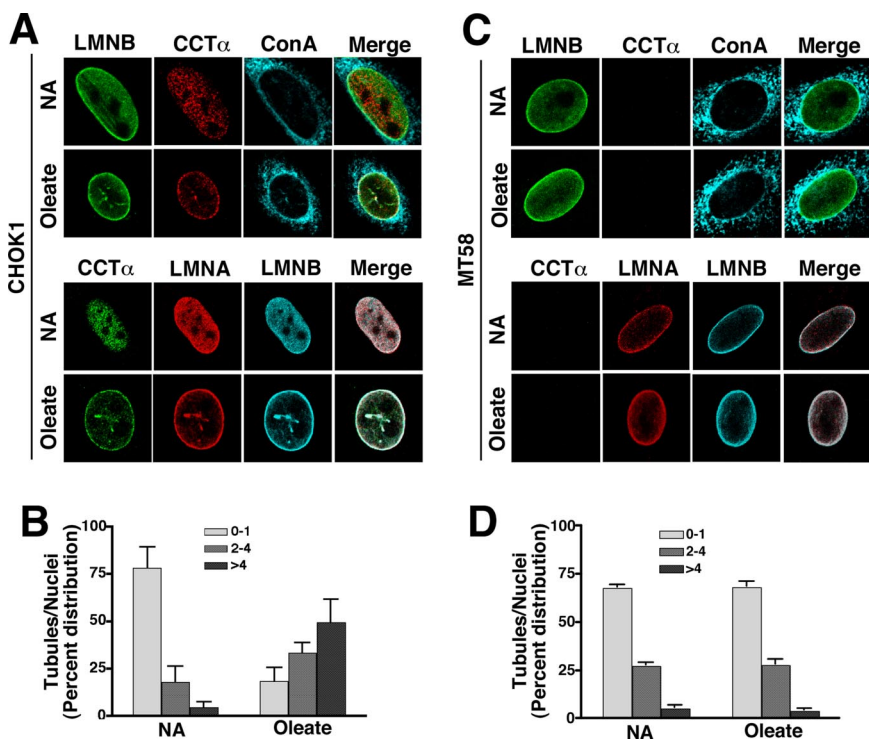 A
LMNB CCTα ConA Merge
NA
Oleate
CHOK1
CCTα LMNA LMNB Merge
NA
Oleate
C
LMNB CCTα ConA Merge
NA
Oleate
MT58
CCTα LMNA LMNB Merge
NA
Oleate
B
Tubules/Nuclei
(Percent distribution)
100
75
50
25
0
0-1
2-4
>4
NA Oleate
D
Tubules/Nuclei
(Percent distribution)
100
75
50
25
0
0-1
2-4
>4
NA Oleate